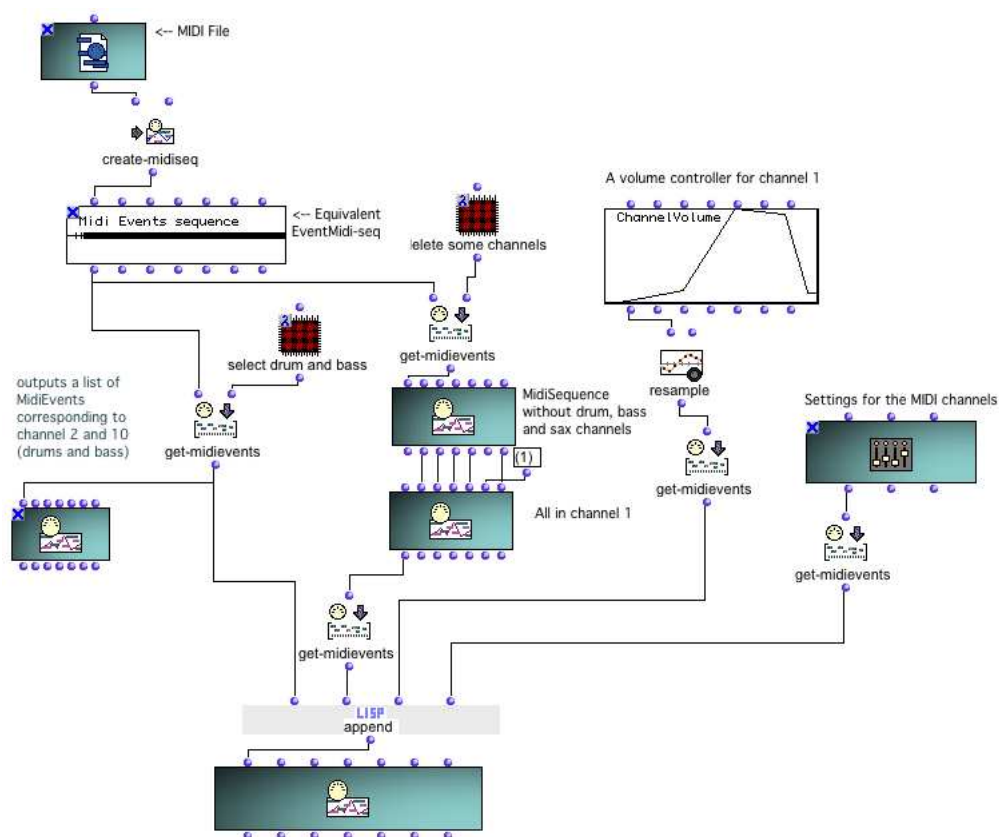 <-- MIDI File
create-midiseq
A volume controller for channel 1
Midi Events sequence
<-- Equivalent
EventMidi-seq
elete some channels
ChannelVolume
get-midievents
select drum and bass
resample
outputs a list of
MidiEvents
corresponding to
channel 2 and 10
(drums and bass)
get-midievents
MidiSequence
without drum, bass
and sax channels
(1)
get-midievents
Settings for the MIDI channels
All in channel 1
get-midievents
get-midievents
LISP
append